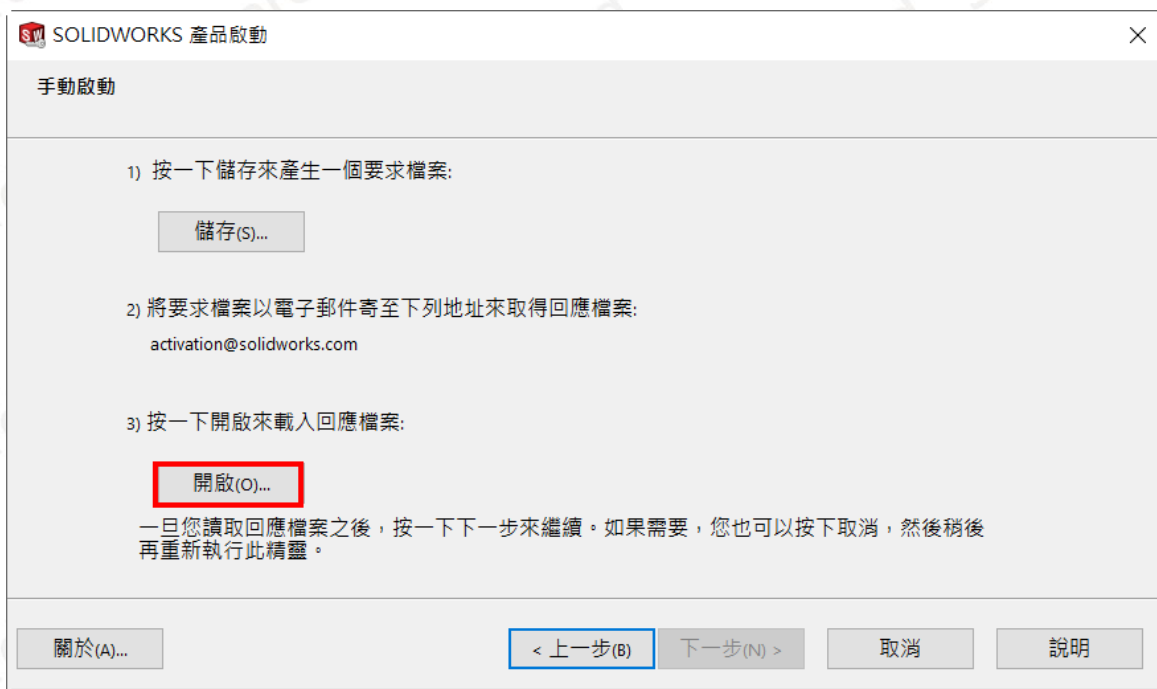 SOLIDWORKS 產品啟動
手動啟動
1) 按一下儲存來產生一個要求檔案:
儲存(S)...
2) 將要求檔案以電子郵件寄至下列地址來取得回應檔案:
activation@solidworks.com
3) 按一下開啟來載入回應檔案:
開啟(O)...
一旦您讀取回應檔案之後，按一下下一步來繼續。如果需要，您也可以按下取消，然後稍後
再重新執行此精靈。
關於(A)...
< 上一步(B)
下一步(N) >
取消
說明